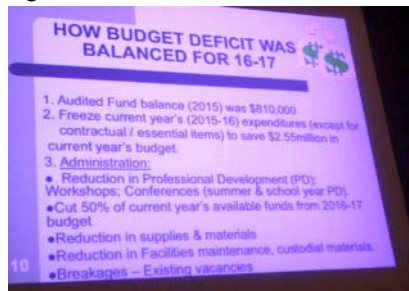 HOW BUDGET DEFICIT WAS
BALANCED FOR 16-17
1. Audited Fund balance (2015) was $810,000
2. Freeze current year's (2015-16) expenditures (except for
contractual / essential items) to save $2.55million in
current year's budget.
3. Administration:
● Reduction in Professional Development (PD);
Workshops; Conferences (summer & school year PD).
●Cut 50% of current year's available funds from 2016-17
budget
●Reduction in supplies & materials
●Reduction in Facilities maintenance, custodial materials.
●Breakages – Existing vacancies
10